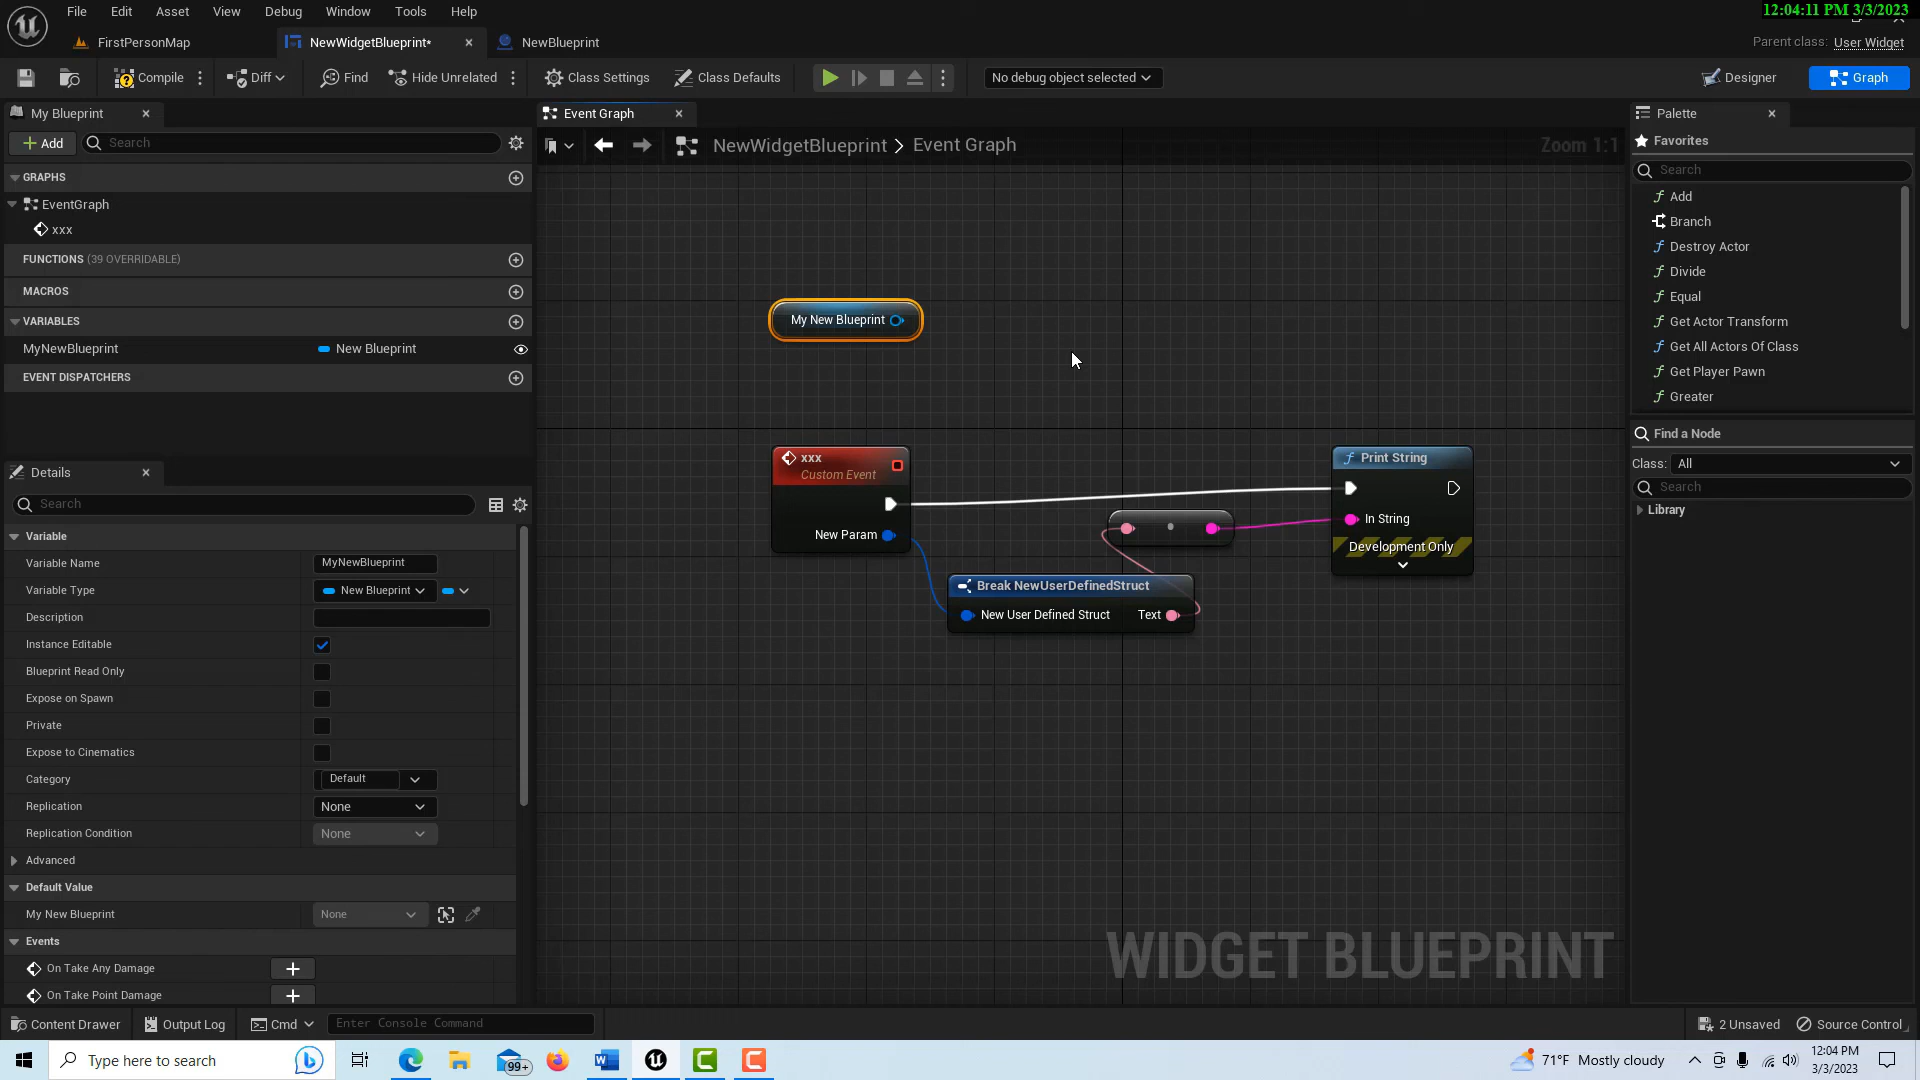 12:04:11 PM 3/3/2023
File Edit Asset View Debug Window Tools Help
FirstPersonMap
NewWidgetBlueprint*
NewBlueprint
Parent class: User Widget
Compile
Diff
Find
Hide Unrelated
Class Settings
Class Defaults
No debug object selected
Designer
Graph
My Blueprint
Add
Search
GRAPHS
EventGraph
xxx
FUNCTIONS (39 OVERRIDABLE)
MACROS
VARIABLES
MyNewBlueprint New Blueprint
EVENT DISPATCHERS
Details
Search
Variable
Variable Name MyNewBlueprint
Variable Type New Blueprint
Description
Instance Editable
Blueprint Read Only
Expose on Spawn
Private
Expose to Cinematics
Category Default
Replication None
Replication Condition None
Advanced
Default Value
My New Blueprint None
Events
On Take Any Damage
On Take Point Damage
Event Graph
NewWidgetBlueprint > Event Graph
Zoom 1:1
My New Blueprint
xxx
Custom Event
New Param
Break NewUserDefinedStruct
New User Defined Struct Text
Print String
In String
Development Only
WIDGET BLUEPRINT
Palette
Favorites
Search
Add
Branch
Destroy Actor
Divide
Equal
Get Actor Transform
Get All Actors Of Class
Get Player Pawn
Greater
Find a Node
Class: All
Search
Library
Content Drawer
Output Log
Cmd
Enter Console Command
2 Unsaved
Source Control
Type here to search
99+
71°F Mostly cloudy
12:04 PM
3/3/2023